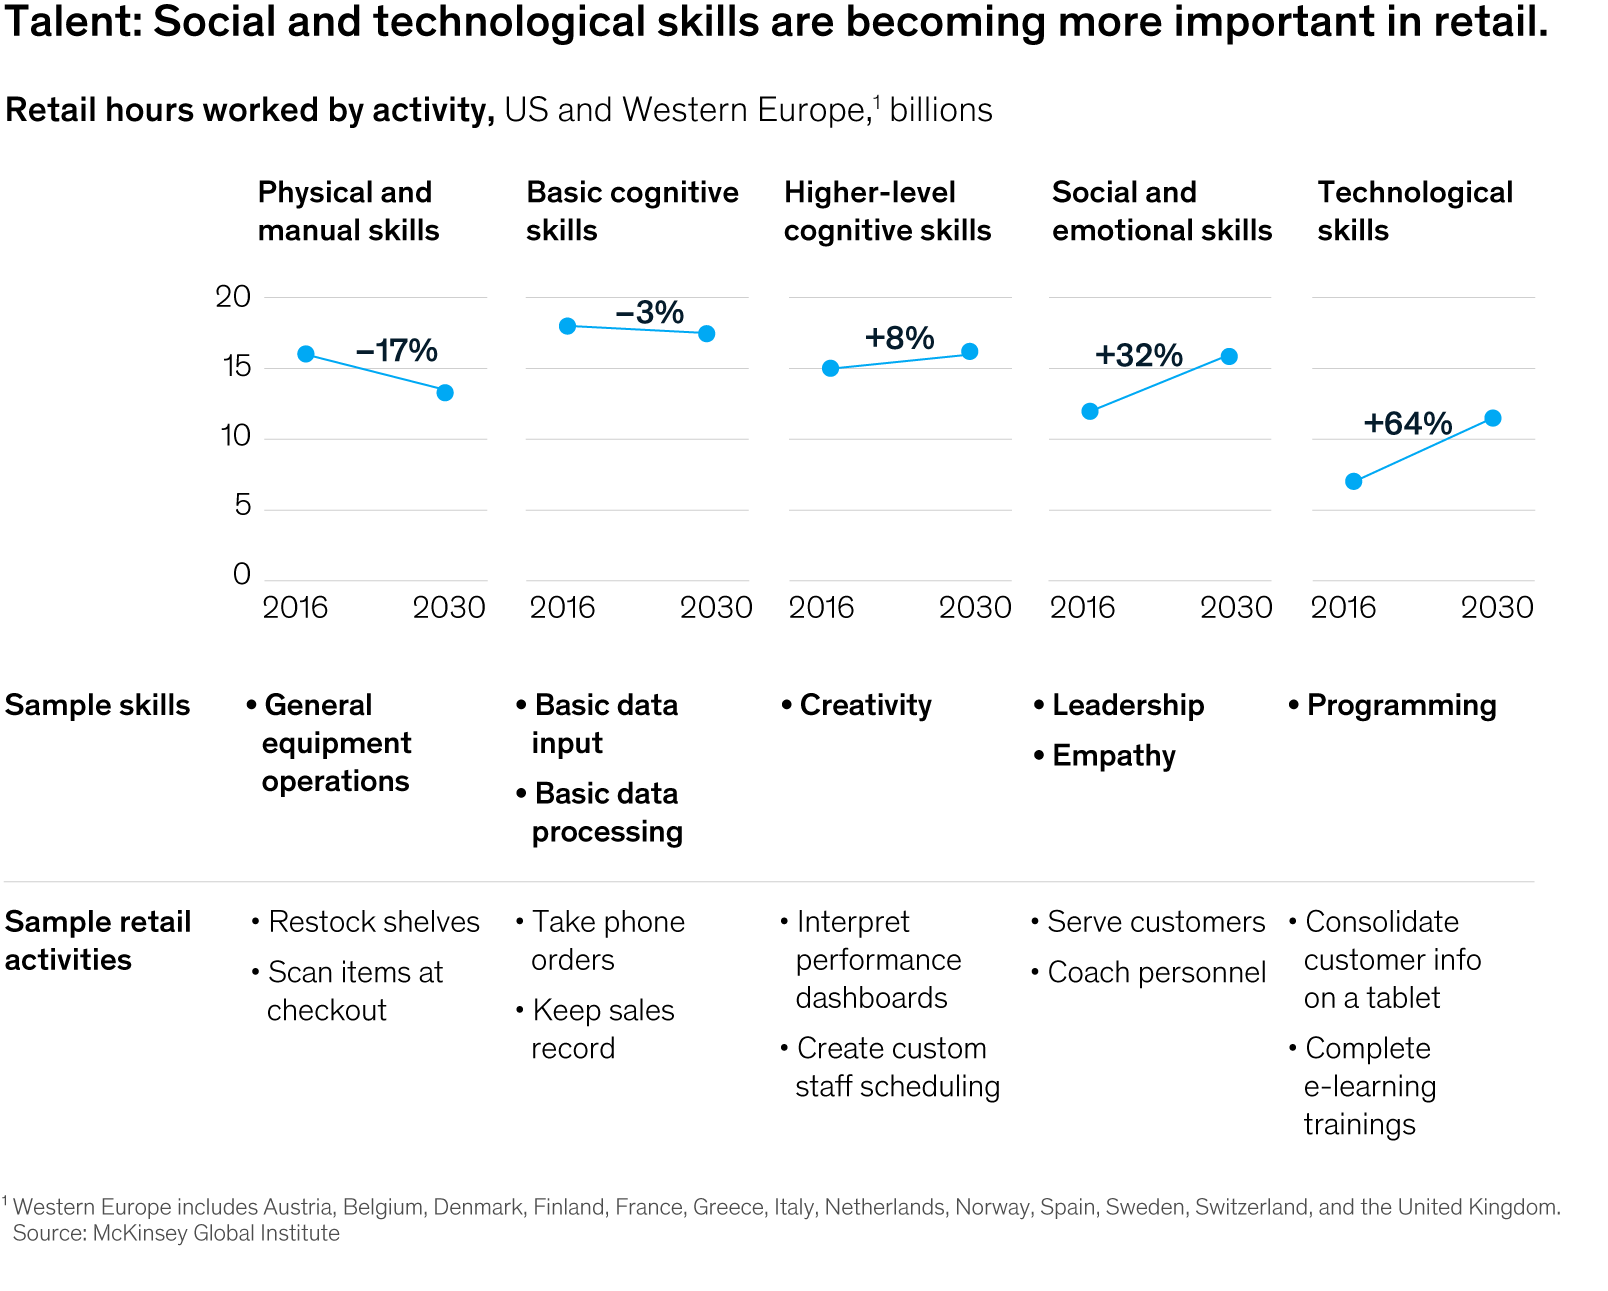 Talent: Social and technological skills are becoming more important in retail.
Retail hours worked by activity, US and Western Europe,¹ billions
Physical and manual skills
Basic cognitive skills
Higher-level cognitive skills
Social and emotional skills
Technological skills
20
15
10
5
0
–17%
–3%
+8%
+32%
+64%
2016 2030 2016 2030 2016 2030 2016 2030 2016 2030
Sample skills
• General
equipment
operations
• Basic data
input
• Basic data
processing
• Creativity
• Leadership
• Empathy
• Programming
Sample retail
activities
• Restock shelves
• Scan items at
checkout
• Take phone
orders
• Keep sales
record
• Interpret
performance
dashboards
• Create custom
staff scheduling
• Serve customers
• Coach personnel
• Consolidate
customer info
on a tablet
• Complete
e-learning
trainings
¹ Western Europe includes Austria, Belgium, Denmark, Finland, France, Greece, Italy, Netherlands, Norway, Spain, Sweden, Switzerland, and the United Kingdom.
Source: McKinsey Global Institute